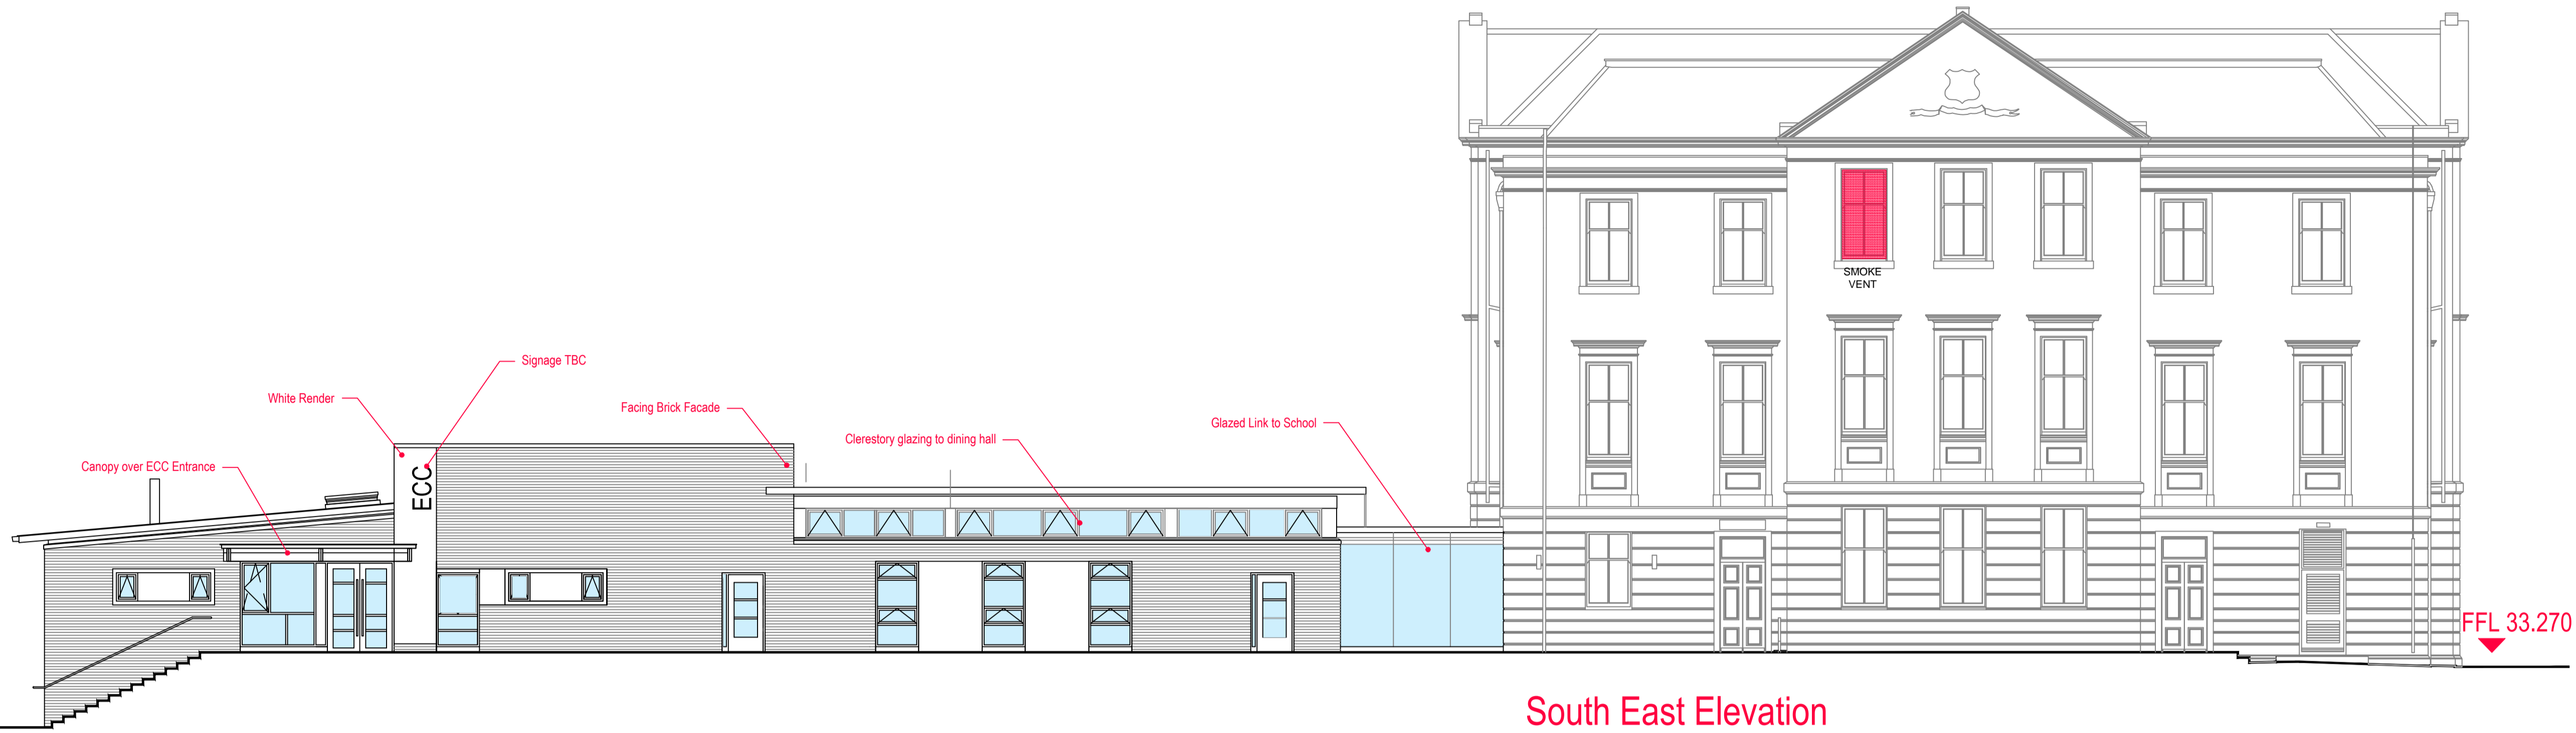 SMOKE
VENT
Signage TBC
White Render
Facing Brick Facade
Glazed Link to School
Clerestory glazing to dining hall
Canopy over ECC Entrance
ECC
FFL 33.270
South East Elevation